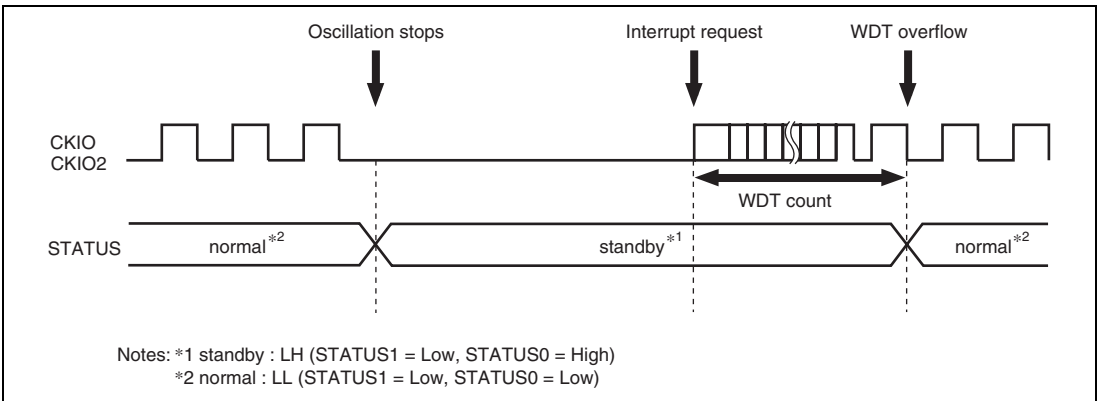 Oscillation stops Interrupt request WDT overflow
CKIO
CKIO2
WDT count
STATUS normal*2 standby*1 normal*2
Notes: *1 standby : LH (STATUS1 = Low, STATUS0 = High)
*2 normal : LL (STATUS1 = Low, STATUS0 = Low)